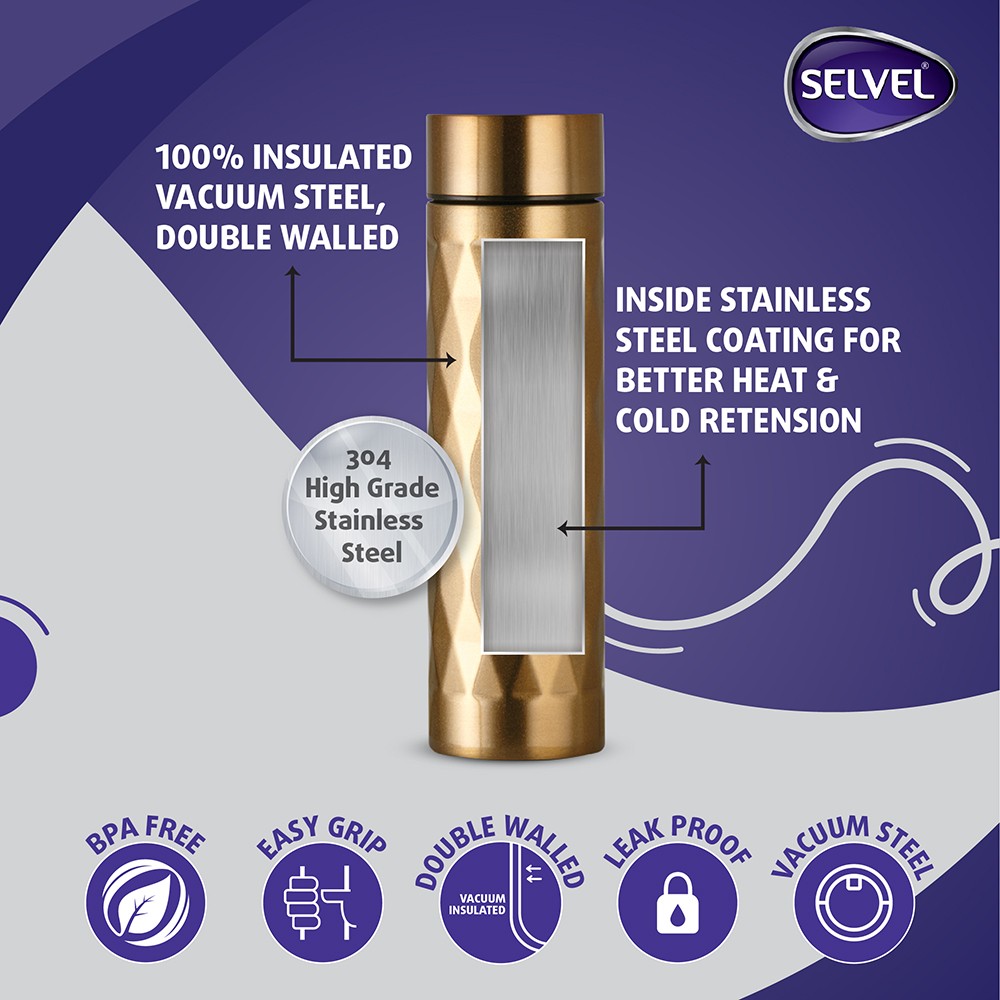 SELVEL®
100% INSULATED
VACUUM STEEL,
DOUBLE WALLED
INSIDE STAINLESS
STEEL COATING FOR
BETTER HEAT &
COLD RETENSION
304
High Grade
Stainless
Steel
BPA FREE
EASY GRIP
DOUBLE WALLED
VACUUM
INSULATED
LEAK PROOF
VACUUM STEEL